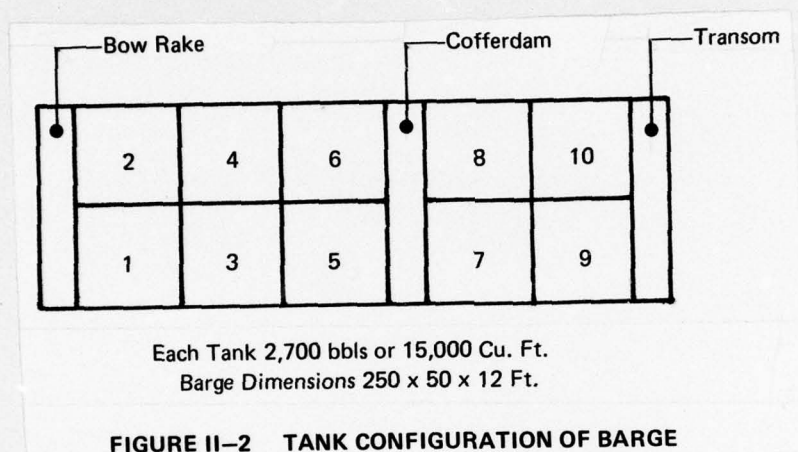 Bow Rake Cofferdam Transom
2 4 6 8 10
1 3 5 7 9
Each Tank 2,700 bbls or 15,000 Cu. Ft.
Barge Dimensions 250 x 50 x 12 Ft.
FIGURE II–2 TANK CONFIGURATION OF BARGE